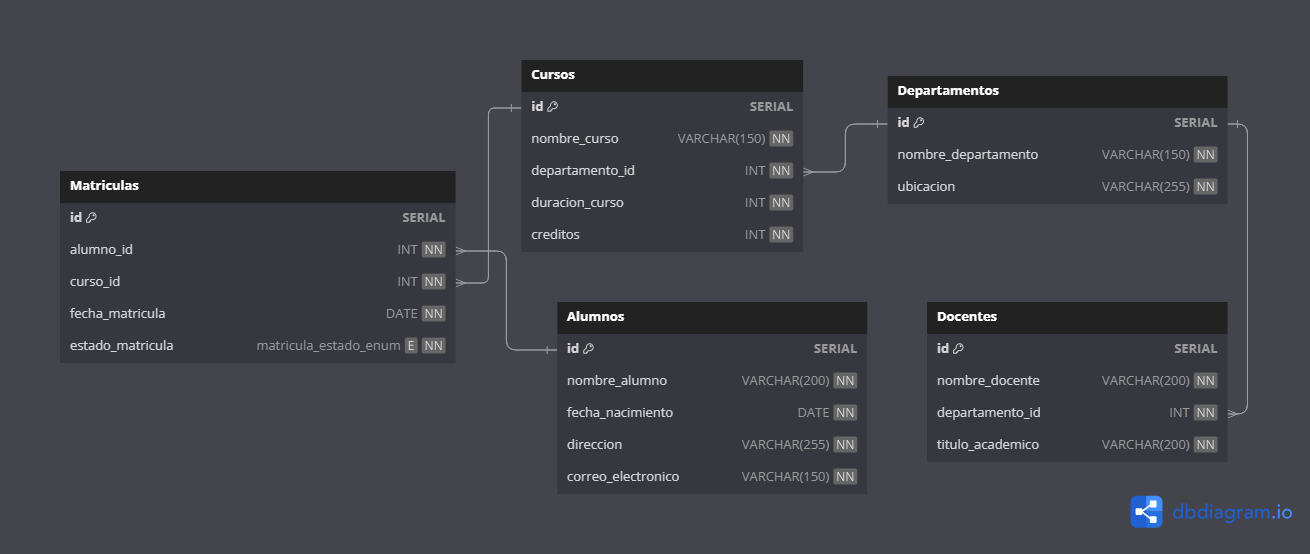 Matriculas
id SERIAL
alumno_id INT NN
curso_id INT NN
fecha_matricula DATE NN
estado_matricula matricula_estado_enum E NN
Cursos
id SERIAL
nombre_curso VARCHAR(150) NN
departamento_id INT NN
duracion_curso INT NN
creditos INT NN
Departamentos
id SERIAL
nombre_departamento VARCHAR(150) NN
ubicacion VARCHAR(255) NN
Alumnos
id SERIAL
nombre_alumno VARCHAR(200) NN
fecha_nacimiento DATE NN
direccion VARCHAR(255) NN
correo_electronico VARCHAR(150) NN
Docentes
id SERIAL
nombre_docente VARCHAR(200) NN
departamento_id INT NN
titulo_academico VARCHAR(200) NN
dbdiagram.io